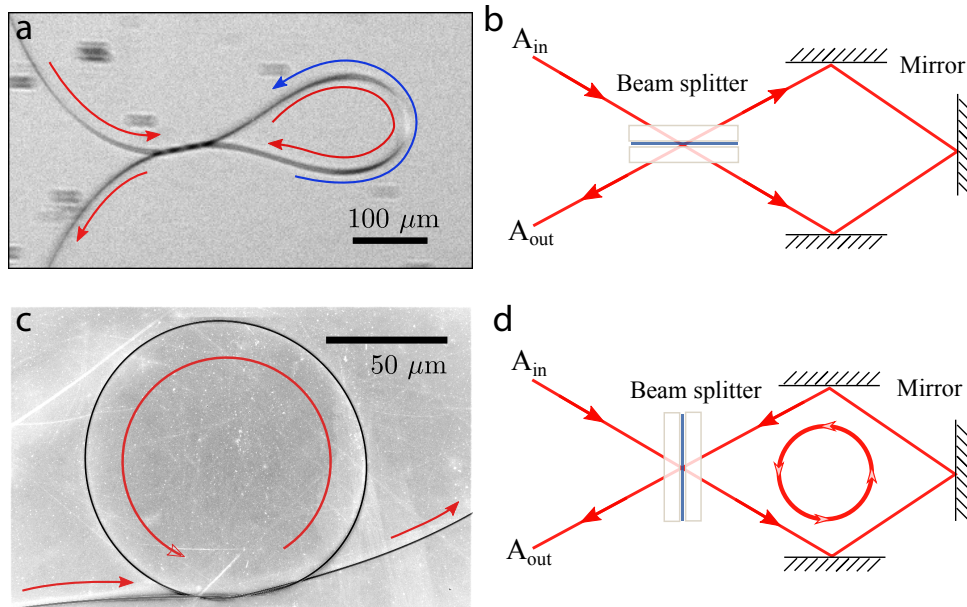 a
100 μm
b
A_in
Beam splitter
Mirror
A_out
c
50 μm
d
A_in
Beam splitter
Mirror
A_out